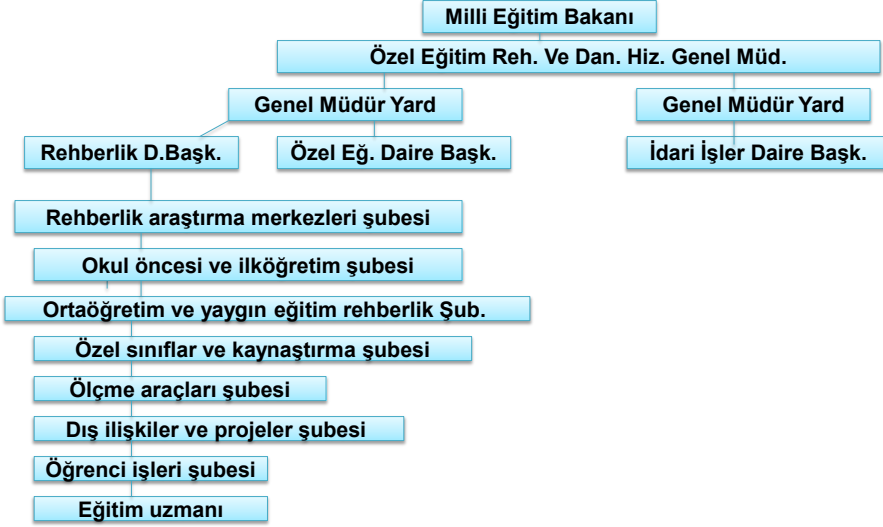 Milli Eğitim Bakanı
Özel Eğitim Reh. Ve Dan. Hiz. Genel Müd.
Genel Müdür Yard
Genel Müdür Yard
Rehberlik D.Başk.
Özel Eğ. Daire Başk.
İdari İşler Daire Başk.
Rehberlik araştırma merkezleri şubesi
Okul öncesi ve ilköğretim şubesi
Ortaöğretim ve yaygın eğitim rehberlik Şub.
Özel sınıflar ve kaynaştırma şubesi
Ölçme araçları şubesi
Dış ilişkiler ve projeler şubesi
Öğrenci işleri şubesi
Eğitim uzmanı